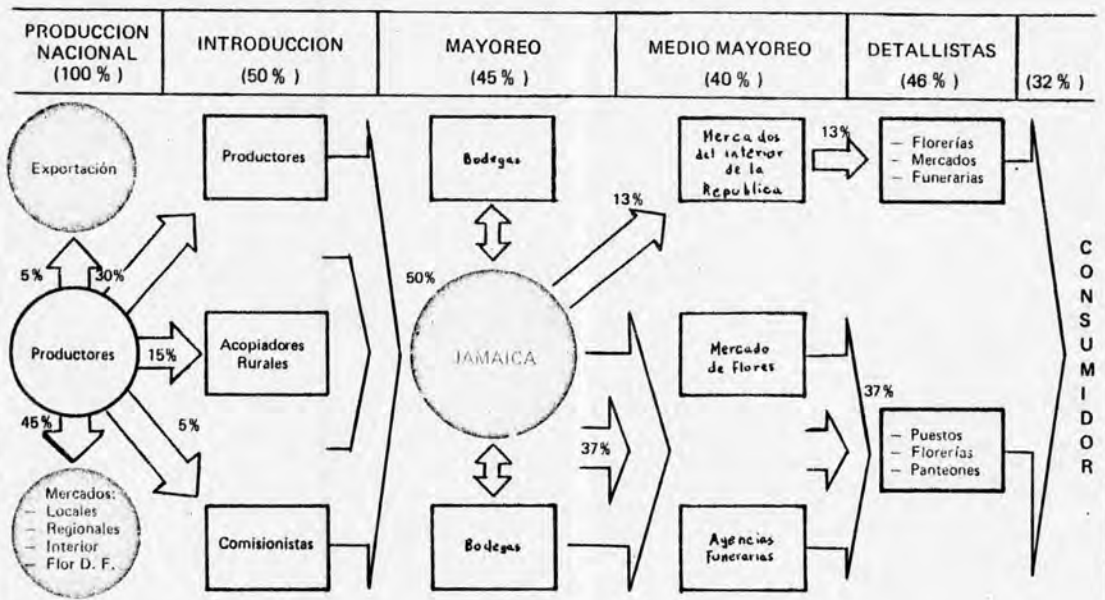 PRODUCCION
NACIONAL
(100 % )
INTRODUCCION
(50 % )
MAYOREO
(45 % )
MEDIO MAYOREO
(40 % )
DETALLISTAS
(46 % )
(32 % )
Exportación
5%
30%
Productores
15%
45%
5%
Mercados:
– Locales
– Regionales
– Interior
– Flor D. F.
Productores
Acopiadores
Rurales
Comisionistas
Bodegas
50%
JAMAICA
Bodegas
13%
37%
Mercados
del interior
de la
Republica
Mercado
de flores
Agencias
Funerarias
13%
37%
– Florerías
– Mercados
– Funerarias
– Puestos
– Florerías
– Panteones
CONSUMIDOR